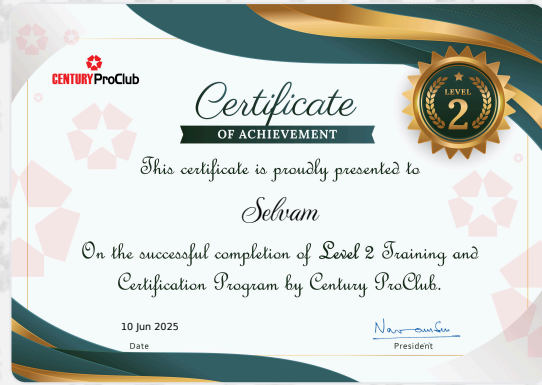 CENTURY ProClub
Certificate
OF ACHIEVEMENT
LEVEL
2
This certificate is proudly presented to
Selvam
On the successful completion of Level 2 Training and
Certification Program by Century ProClub.
10 Jun 2025
Date
President